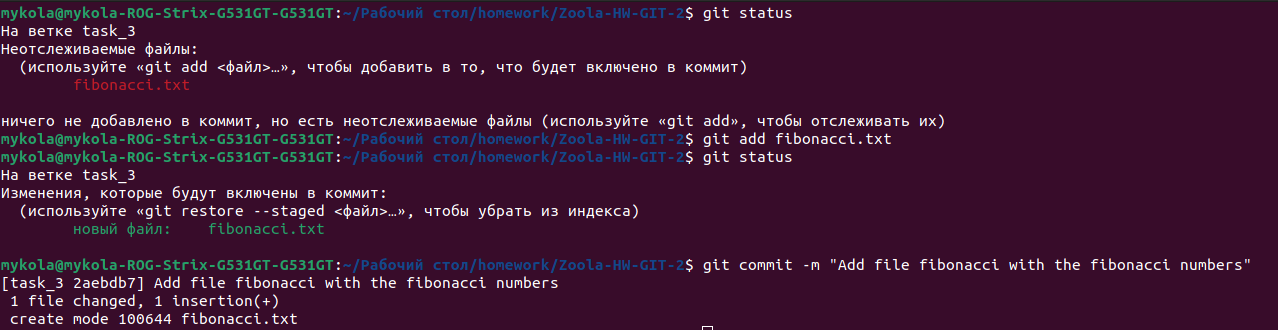 mykola@mykola-ROG-Strix-G531GT-G531GT:~/Рабочий стол/homework/Zoola-HW-GIT-2$ git status
На ветке task_3
Неотслеживаемые файлы:
  (используйте «git add <файл>…», чтобы добавить в то, что будет включено в коммит)
        fibonacci.txt

ничего не добавлено в коммит, но есть неотслеживаемые файлы (используйте «git add», чтобы отслеживать их)
mykola@mykola-ROG-Strix-G531GT-G531GT:~/Рабочий стол/homework/Zoola-HW-GIT-2$ git add fibonacci.txt
mykola@mykola-ROG-Strix-G531GT-G531GT:~/Рабочий стол/homework/Zoola-HW-GIT-2$ git status
На ветке task_3
Изменения, которые будут включены в коммит:
  (используйте «git restore --staged <файл>…», чтобы убрать из индекса)
        новый файл:    fibonacci.txt

mykola@mykola-ROG-Strix-G531GT-G531GT:~/Рабочий стол/homework/Zoola-HW-GIT-2$ git commit -m "Add file fibonacci with the fibonacci numbers"
[task_3 2aebdb7] Add file fibonacci with the fibonacci numbers
 1 file changed, 1 insertion(+)
 create mode 100644 fibonacci.txt